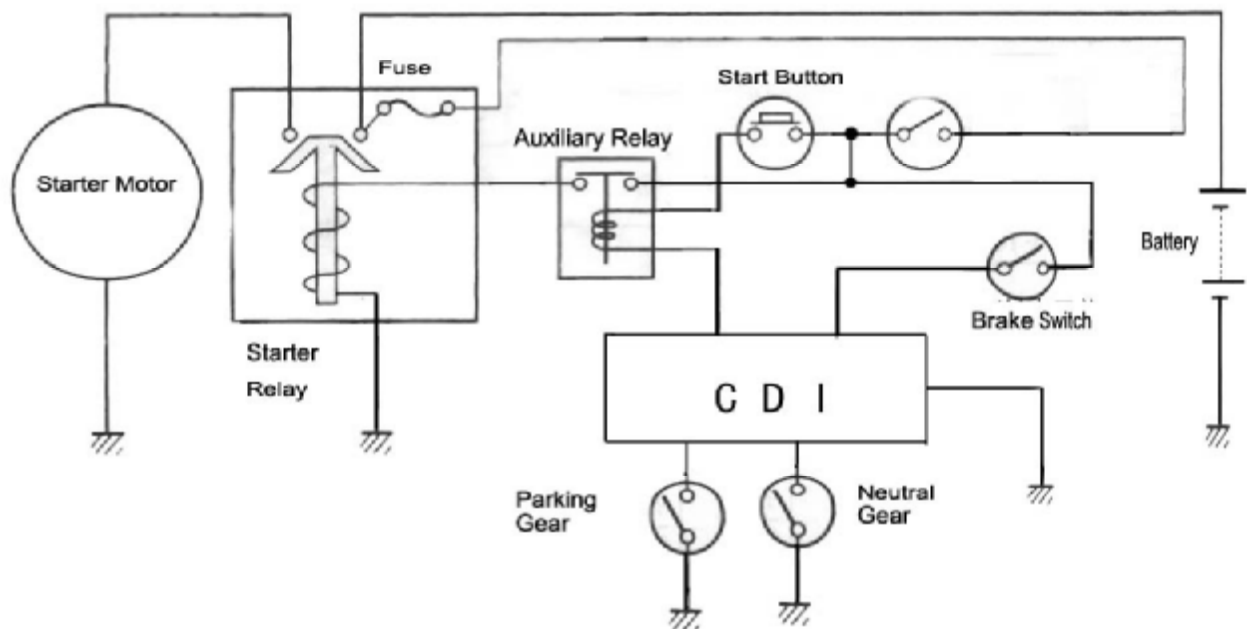 Fuse
Start Button
Auxiliary Relay
Starter Motor
Battery
Brake Switch
Starter
Relay
C D I
Parking
Gear
Neutral
Gear